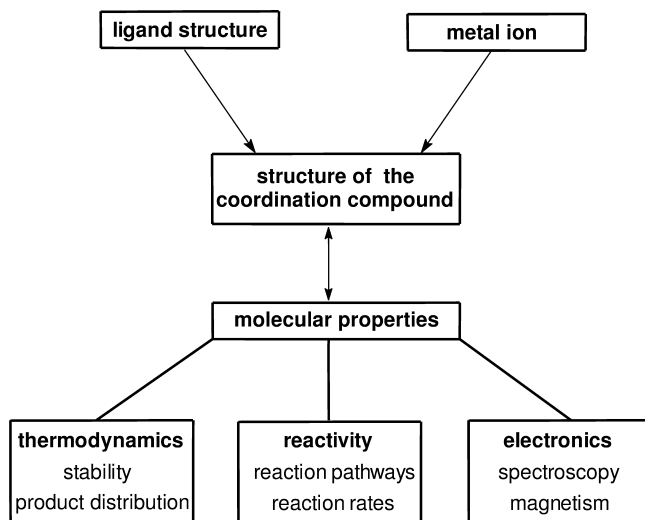 ligand structure
metal ion
structure of the
coordination compound
molecular properties
thermodynamics
stability
product distribution
reactivity
reaction pathways
reaction rates
electronics
spectroscopy
magnetism